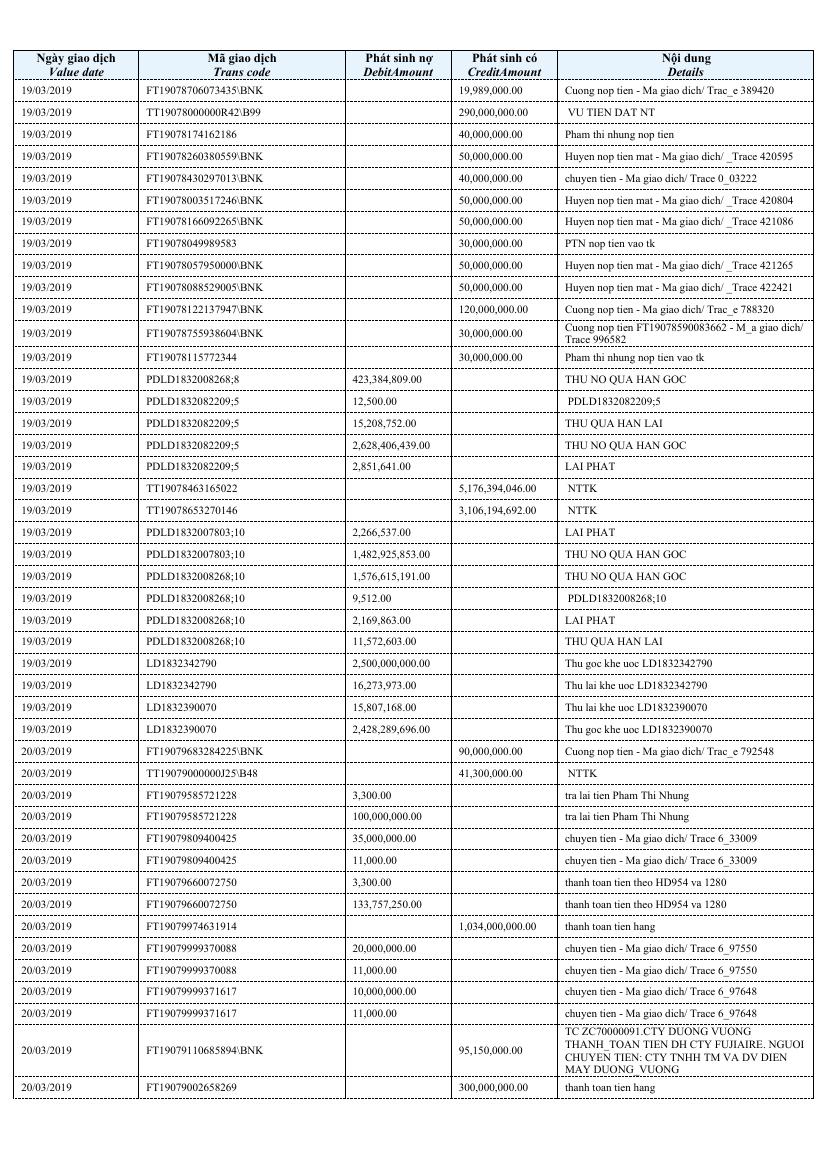 Ngày giao dịch Mã giao dịch Phát sinh nợ Phát sinh có Nội dung
Value date Trans code DebitAmount CreditAmount Details
19/03/2019 FT19078706073435\BNK 19,989,000.00 Cuong nop tien - Ma giao dich/ Trac_e 389420
19/03/2019 TT19078000000R42\B99 290,000,000.00 VU TIEN DAT NT
19/03/2019 FT19078174162186 40,000,000.00 Pham thi nhung nop tien
19/03/2019 FT19078260380559\BNK 50,000,000.00 Huyen nop tien mat - Ma giao dich/ _Trace 420595
19/03/2019 FT19078430297013\BNK 40,000,000.00 chuyen tien - Ma giao dich/ Trace 0_03222
19/03/2019 FT19078003517246\BNK 50,000,000.00 Huyen nop tien mat - Ma giao dich/ _Trace 420804
19/03/2019 FT19078166092265\BNK 50,000,000.00 Huyen nop tien mat - Ma giao dich/ _Trace 421086
19/03/2019 FT19078049989583 30,000,000.00 PTN nop tien vao tk
19/03/2019 FT19078057950000\BNK 50,000,000.00 Huyen nop tien mat - Ma giao dich/ _Trace 421265
19/03/2019 FT19078088529005\BNK 50,000,000.00 Huyen nop tien mat - Ma giao dich/ _Trace 422421
19/03/2019 FT19078122137947\BNK 120,000,000.00 Cuong nop tien - Ma giao dich/ Trac_e 788320
19/03/2019 FT19078755938604\BNK 30,000,000.00 Cuong nop tien FT19078590083662 - M_a giao dich/
Trace 996582
19/03/2019 FT19078115772344 30,000,000.00 Pham thi nhung nop tien vao tk
19/03/2019 PDLD1832008268;8 423,384,809.00 THU NO QUA HAN GOC
19/03/2019 PDLD1832082209;5 12,500.00 PDLD1832082209;5
19/03/2019 PDLD1832082209;5 15,208,752.00 THU QUA HAN LAI
19/03/2019 PDLD1832082209;5 2,628,406,439.00 THU NO QUA HAN GOC
19/03/2019 PDLD1832082209;5 2,851,641.00 LAI PHAT
19/03/2019 TT19078463165022 5,176,394,046.00 NTTK
19/03/2019 TT19078653270146 3,106,194,692.00 NTTK
19/03/2019 PDLD1832007803;10 2,266,537.00 LAI PHAT
19/03/2019 PDLD1832007803;10 1,482,925,853.00 THU NO QUA HAN GOC
19/03/2019 PDLD1832008268;10 1,576,615,191.00 THU NO QUA HAN GOC
19/03/2019 PDLD1832008268;10 9,512.00 PDLD1832008268;10
19/03/2019 PDLD1832008268;10 2,169,863.00 LAI PHAT
19/03/2019 PDLD1832008268;10 11,572,603.00 THU QUA HAN LAI
19/03/2019 LD1832342790 2,500,000,000.00 Thu goc khe uoc LD1832342790
19/03/2019 LD1832342790 16,273,973.00 Thu lai khe uoc LD1832342790
19/03/2019 LD1832390070 15,807,168.00 Thu lai khe uoc LD1832390070
19/03/2019 LD1832390070 2,428,289,696.00 Thu goc khe uoc LD1832390070
20/03/2019 FT19079683284225\BNK 90,000,000.00 Cuong nop tien - Ma giao dich/ Trac_e 792548
20/03/2019 TT19079000000J25\B48 41,300,000.00 NTTK
20/03/2019 FT19079585721228 3,300.00 tra lai tien Pham Thi Nhung
20/03/2019 FT19079585721228 100,000,000.00 tra lai tien Pham Thi Nhung
20/03/2019 FT19079809400425 35,000,000.00 chuyen tien - Ma giao dich/ Trace 6_33009
20/03/2019 FT19079809400425 11,000.00 chuyen tien - Ma giao dich/ Trace 6_33009
20/03/2019 FT19079660072750 3,300.00 thanh toan tien theo HD954 va 1280
20/03/2019 FT19079660072750 133,757,250.00 thanh toan tien theo HD954 va 1280
20/03/2019 FT19079974631914 1,034,000,000.00 thanh toan tien hang
20/03/2019 FT19079999370088 20,000,000.00 chuyen tien - Ma giao dich/ Trace 6_97550
20/03/2019 FT19079999370088 11,000.00 chuyen tien - Ma giao dich/ Trace 6_97550
20/03/2019 FT19079999371617 10,000,000.00 chuyen tien - Ma giao dich/ Trace 6_97648
20/03/2019 FT19079999371617 11,000.00 chuyen tien - Ma giao dich/ Trace 6_97648
20/03/2019 FT19079110685894\BNK 95,150,000.00 TC ZC70000091.CTY DUONG VUONG
THANH_TOAN TIEN DH CTY FUJIAIRE. NGUOI
CHUYEN TIEN: CTY TNHH TM VA DV DIEN
MAY DUONG_VUONG
20/03/2019 FT19079002658269 300,000,000.00 thanh toan tien hang